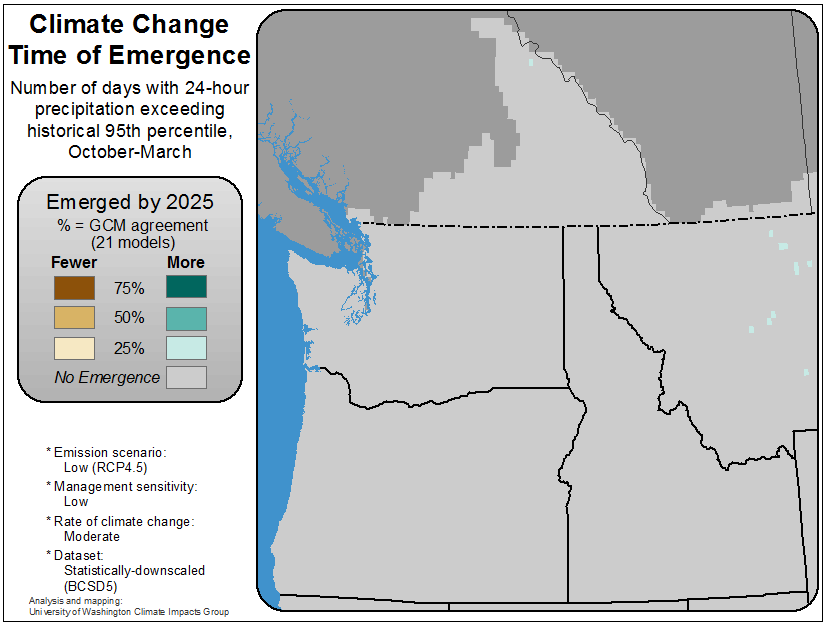 Climate Change
Time of Emergence
Number of days with 24-hour
precipitation exceeding
historical 95th percentile,
October-March
Emerged by 2025
% = GCM agreement
(21 models)
Fewer More
75%
50%
25%
No Emergence
* Emission scenario:
Low (RCP4.5)
* Management sensitivity:
Low
* Rate of climate change:
Moderate
* Dataset:
Statistically-downscaled
(BCSD5)
Analysis and mapping:
University of Washington Climate Impacts Group